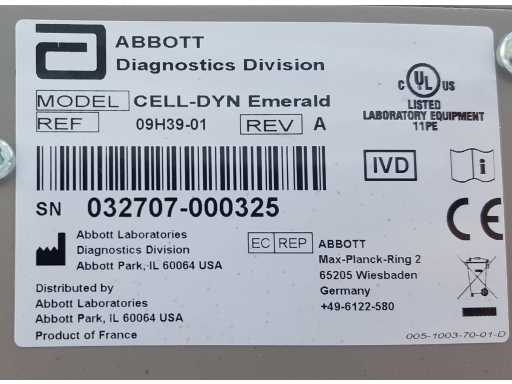 ABBOTT
Diagnostics Division
MODEL CELL-DYN Emerald
REF 09H39-01 REV A
C UL US
LISTED
LABORATORY EQUIPMENT
11PE
IVD i
SN 032707-000325
CE
Abbott Laboratories
Diagnostics Division
Abbott Park, IL 60064 USA
EC REP ABBOTT
Max-Planck-Ring 2
65205 Wiesbaden
Germany
+49-6122-580
Distributed by
Abbott Laboratories
Abbott Park, IL 60064 USA
Product of France
005-1003-70-01-D